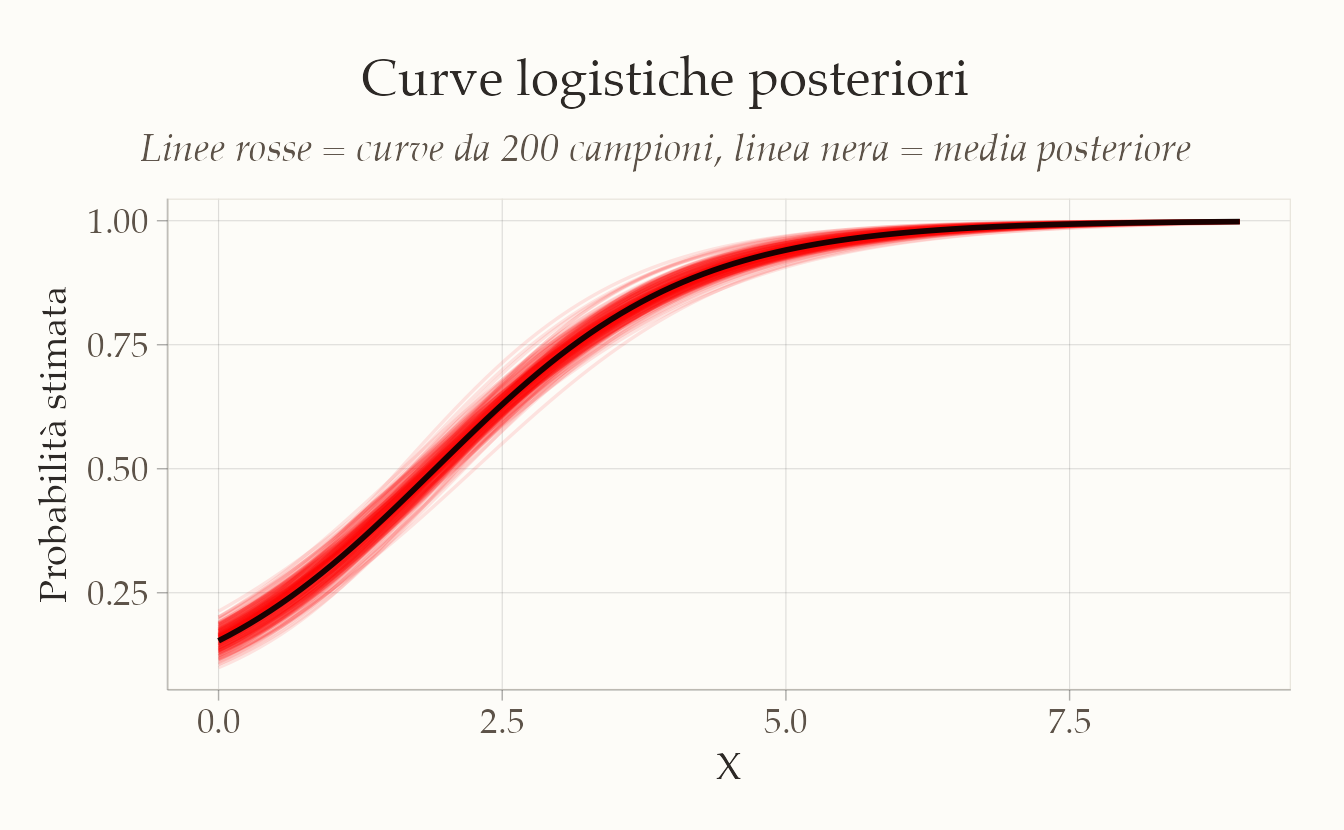 Curve logistiche posteriori
Linee rosse = curve da 200 campioni, linea nera = media posteriore
Probabilità stimata
1.00
0.75
0.50
0.25
0.0
2.5
5.0
7.5
X